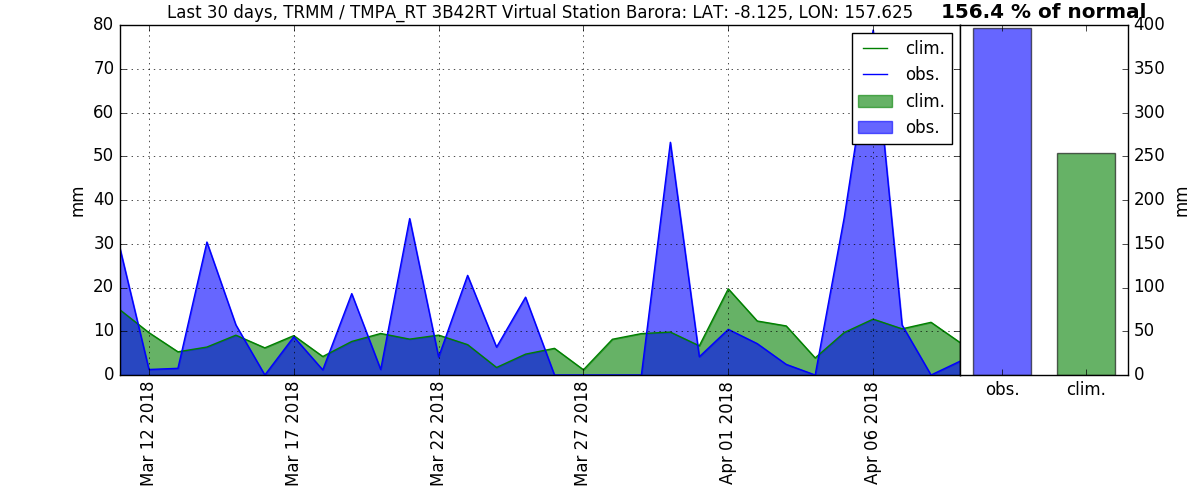 Last 30 days, TRMM / TMPA_RT 3B42RT Virtual Station Barora: LAT: -8.125, LON: 157.625
156.4 % of normal
80
70
60
50
40
30
20
10
0
mm
clim.
obs.
clim.
obs.
Mar 12 2018
Mar 17 2018
Mar 22 2018
Mar 27 2018
Apr 01 2018
Apr 06 2018
400
350
300
250
200
150
100
50
0
mm
obs.
clim.